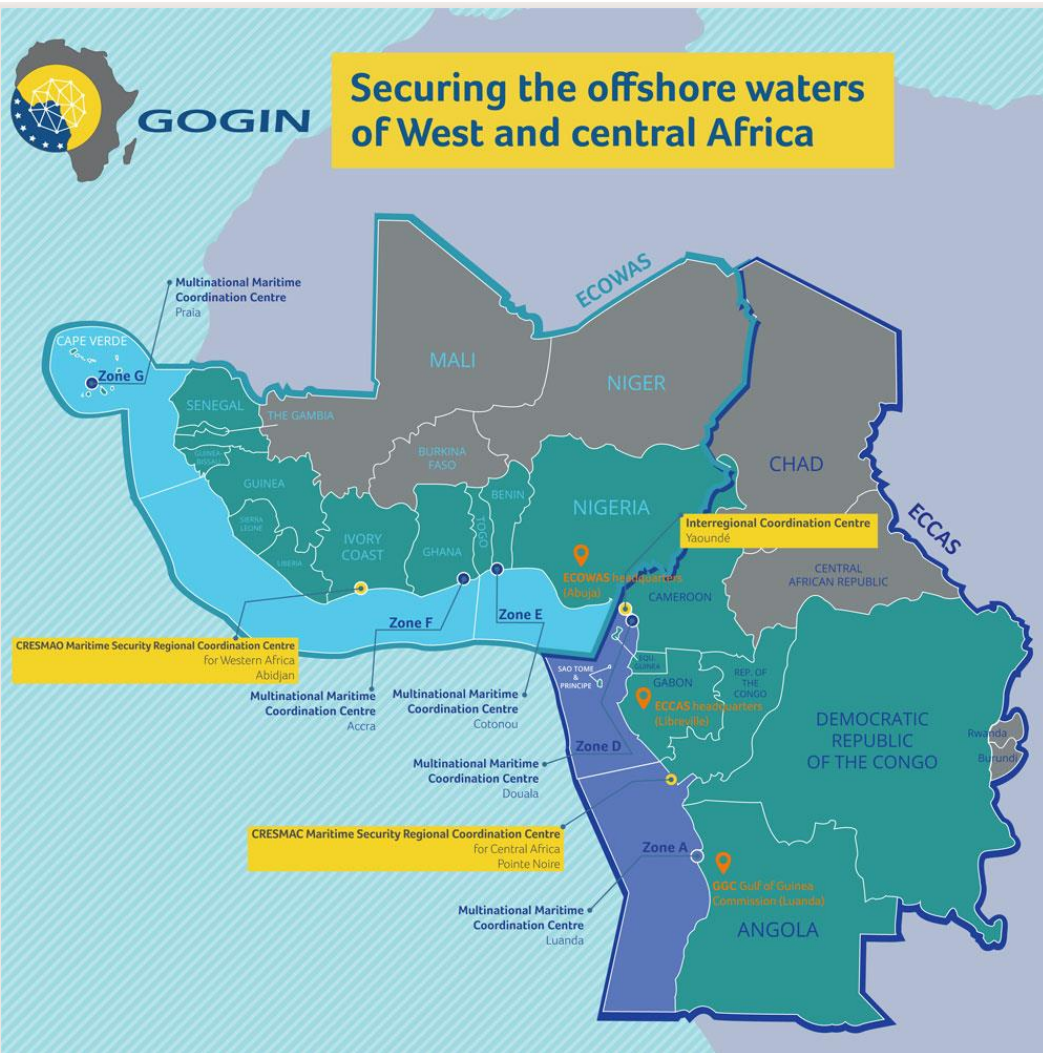 GOGIN
Securing the offshore waters
of West and central Africa
ECOWAS
Multinational Maritime
Coordination Centre
Praia
CAPE VERDE
Zone G
MALI
NIGER
SENEGAL
THE GAMBIA
GUINEA
BISSAU
BURKINA
FASO
CHAD
GUINEA
BENIN
NIGERIA
SIERRA
LEONE
IVORY
COAST
GHANA
TOGO
LIBERIA
ECCAS
Interregional Coordination Centre
Yaoundé
ECOWAS headquarters
(Abuja)
CENTRAL
AFRICAN REPUBLIC
CAMEROON
Zone F
Zone E
CRESMAO Maritime Security Regional Coordination Centre
for Western Africa
Abidjan
Multinational Maritime
Coordination Centre
Accra
Multinational Maritime
Coordination Centre
Cotonou
SAO TOME
&
PRINCIPE
EQU.
GUINEA
GABON
REP. OF
THE
CONGO
ECCAS headquarters
(Libreville)
DEMOCRATIC
REPUBLIC
OF THE CONGO
Rwanda
Burundi
Zone D
Multinational Maritime
Coordination Centre
Douala
CRESMAC Maritime Security Regional Coordination Centre
for Central Africa
Pointe Noire
Zone A
GGC Gulf of Guinea
Commission (Luanda)
Multinational Maritime
Coordination Centre
Luanda
ANGOLA